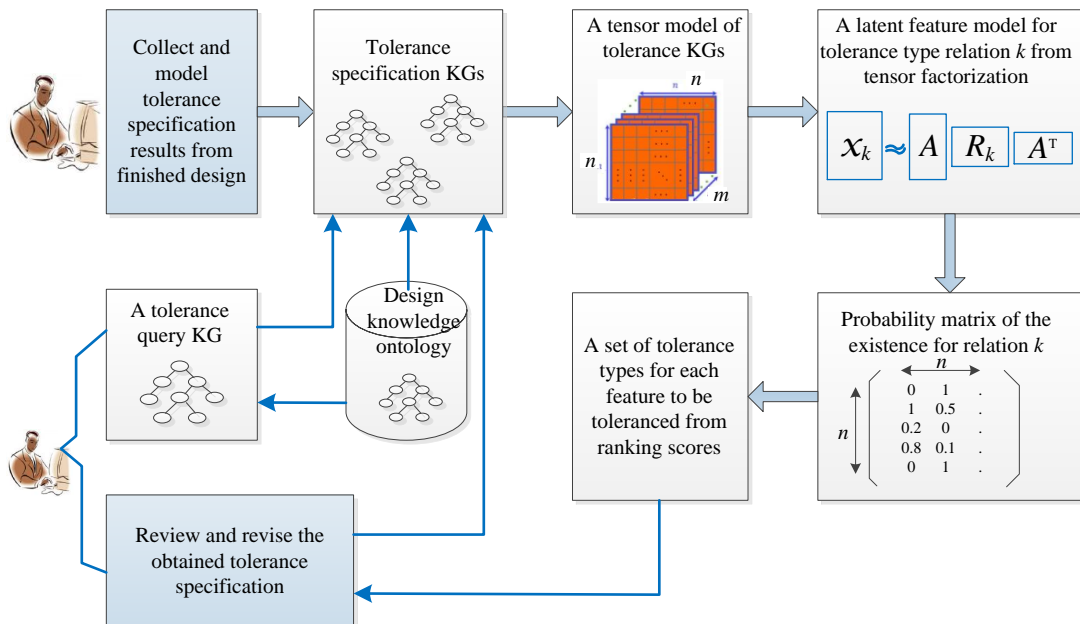 Collect and
model
tolerance
specification
results from
finished design
Tolerance
specification KGs
A tensor model of
tolerance KGs
n
n
m
A latent feature model for
tolerance type relation k from
tensor factorization
𝒳k ≈ A Rk Aᵀ
A tolerance
query KG
Design
knowledge
ontology
A set of tolerance
types for each
feature to be
toleranced from
ranking scores
Probability matrix of the
existence for relation k
n
n
0 1 .
1 0.5 .
0.2 0 .
0.8 0.1 .
0 1 .
Review and revise the
obtained tolerance
specification